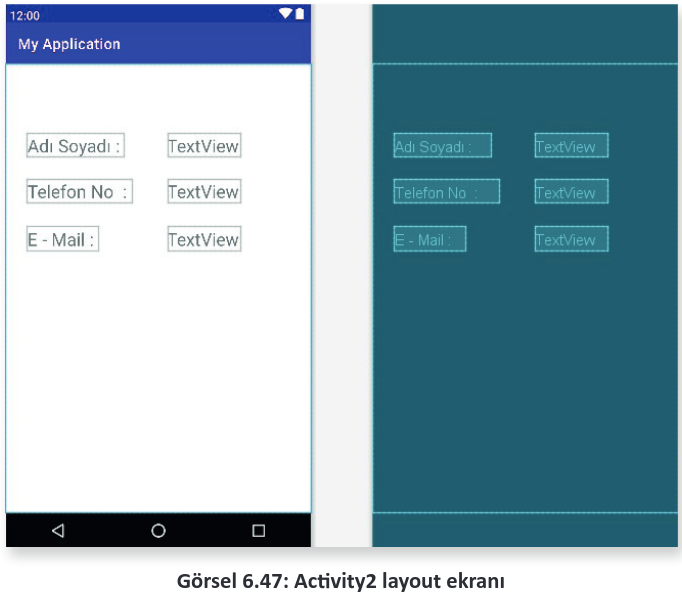 12:00
My Application
Adı Soyadı : TextView
Telefon No : TextView
E - Mail : TextView
Adı Soyadı : TextView
Telefon No : TextView
E - Mail : TextView
Görsel 6.47: Activity2 layout ekranı